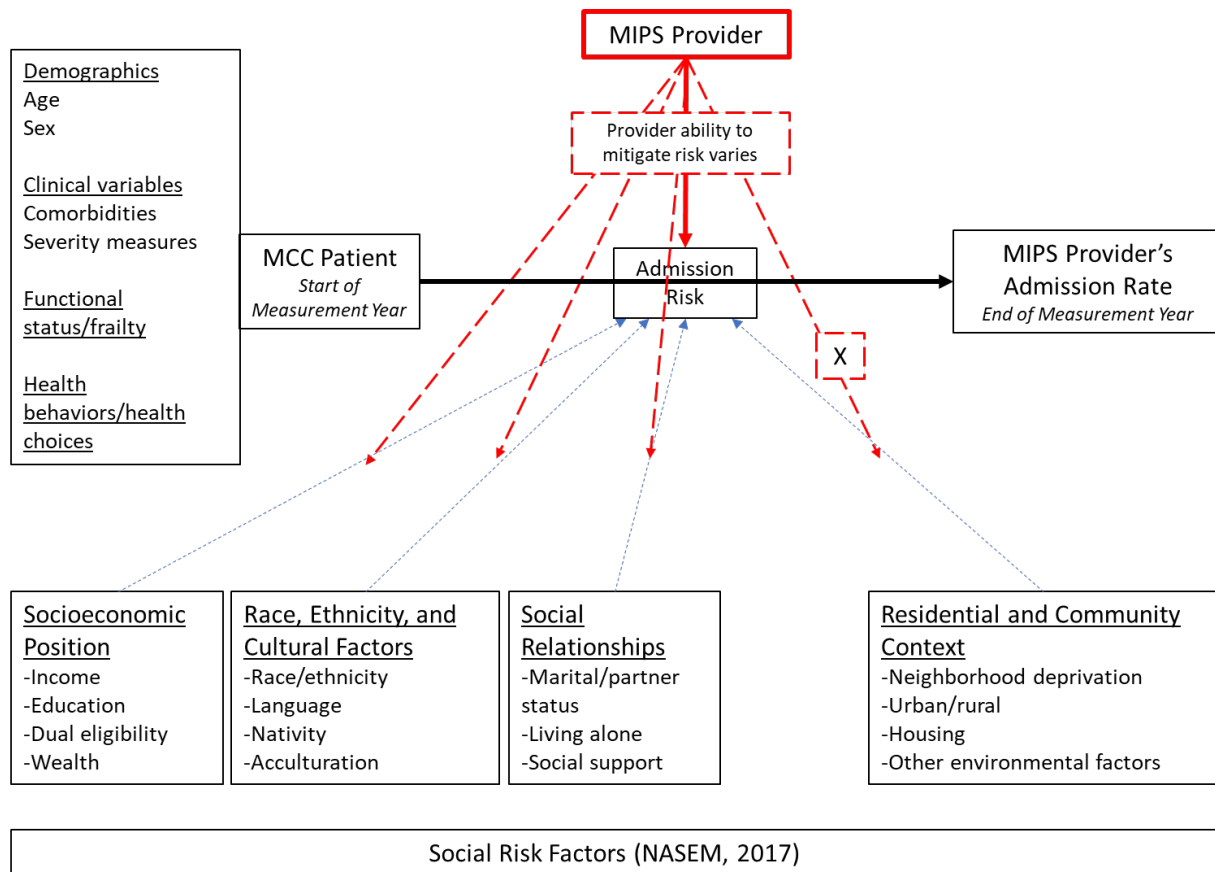 MIPS Provider
Demographics
Age
Sex
Clinical variables
Comorbidities
Severity measures
Functional
status/frailty
Health
behaviors/health
choices
Provider ability to
mitigate risk varies
MCC Patient
Start of
Measurement Year
Admission
Risk
MIPS Provider’s
Admission Rate
End of Measurement Year
X
Socioeconomic
Position
-Income
-Education
-Dual eligibility
-Wealth
Race, Ethnicity, and
Cultural Factors
-Race/ethnicity
-Language
-Nativity
-Acculturation
Social
Relationships
-Marital/partner
status
-Living alone
-Social support
Residential and Community
Context
-Neighborhood deprivation
-Urban/rural
-Housing
-Other environmental factors
Social Risk Factors (NASEM, 2017)